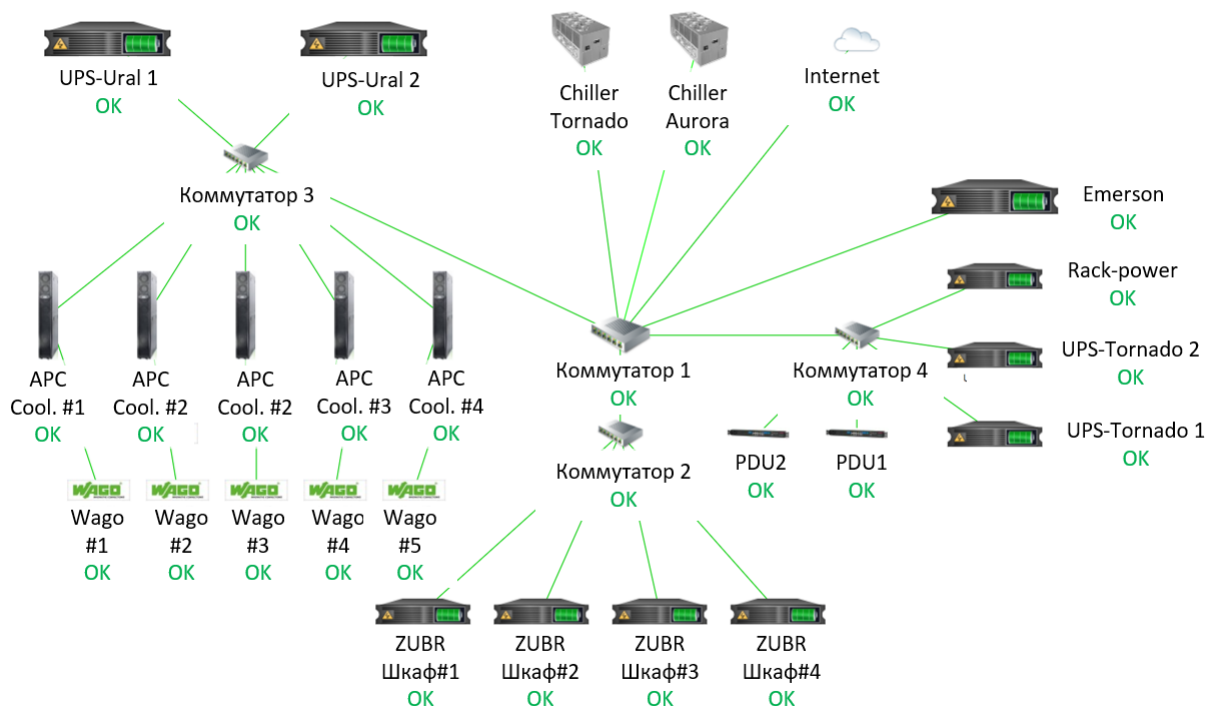 UPS-Ural 1
OK
UPS-Ural 2
OK
Chiller
Tornado
OK
Chiller
Aurora
OK
Internet
OK
Коммутатор 3
OK
Emerson
OK
Rack-power
OK
UPS-Tornado 2
OK
UPS-Tornado 1
OK
APC
Cool. #1
OK
APC
Cool. #2
OK
APC
Cool. #2
OK
APC
Cool. #3
OK
APC
Cool. #4
OK
Коммутатор 1
OK
Коммутатор 4
OK
Коммутатор 2
OK
PDU2
OK
PDU1
OK
WAGO
Wago
#1
OK
WAGO
Wago
#2
OK
WAGO
Wago
#3
OK
WAGO
Wago
#4
OK
WAGO
Wago
#5
OK
ZUBR
Шкаф#1
OK
ZUBR
Шкаф#2
OK
ZUBR
Шкаф#3
OK
ZUBR
Шкаф#4
OK